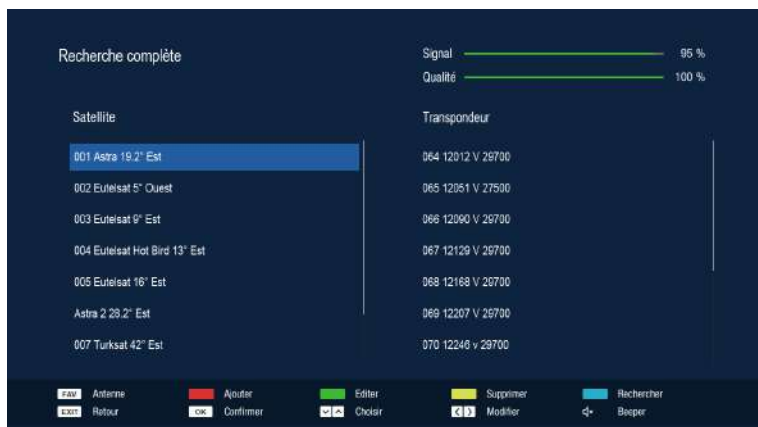 Recherche complète
Signal 95 %
Qualité 100 %
Satellite
Transpondeur
001 Astra 19.2° Est
064 12012 V 29700
002 Eutelsat 5° Ouest
065 12051 V 27500
003 Eutelsat 9° Est
066 12090 V 29700
004 Eutelsat Hot Bird 13° Est
067 12129 V 29700
005 Eutelsat 16° Est
068 12168 V 29700
Astra 2 28.2° Est
069 12207 V 29700
007 Turksat 42° Est
070 12246 v 29700
FAV Antenne Ajouter Editer Supprimer Rechercher
EXIT Retour OK Confirmer Choisir Modifier Beeper